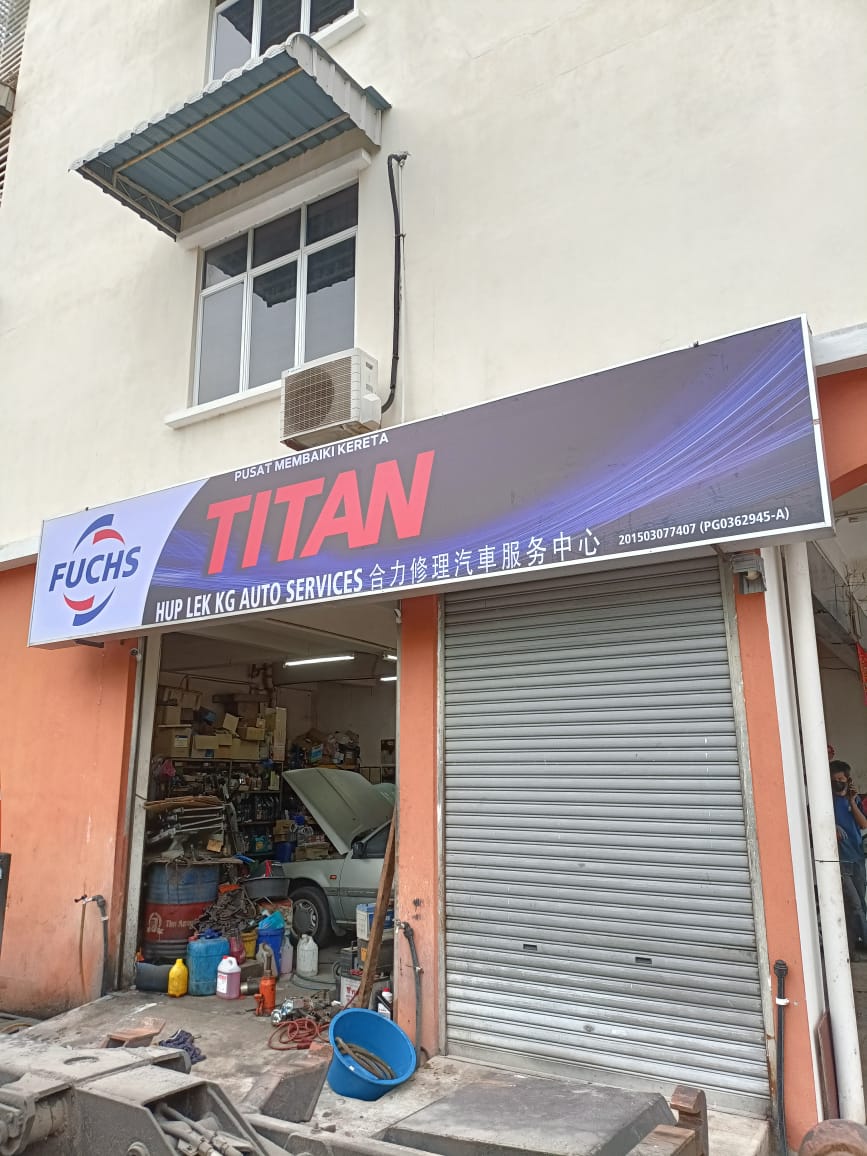 PUSAT MEMBAIKI KERETA
TITAN
FUCHS
HUP LEK KG AUTO SERVICES 合力修理汽車服务中心 201503077407 (PG0362945-A)